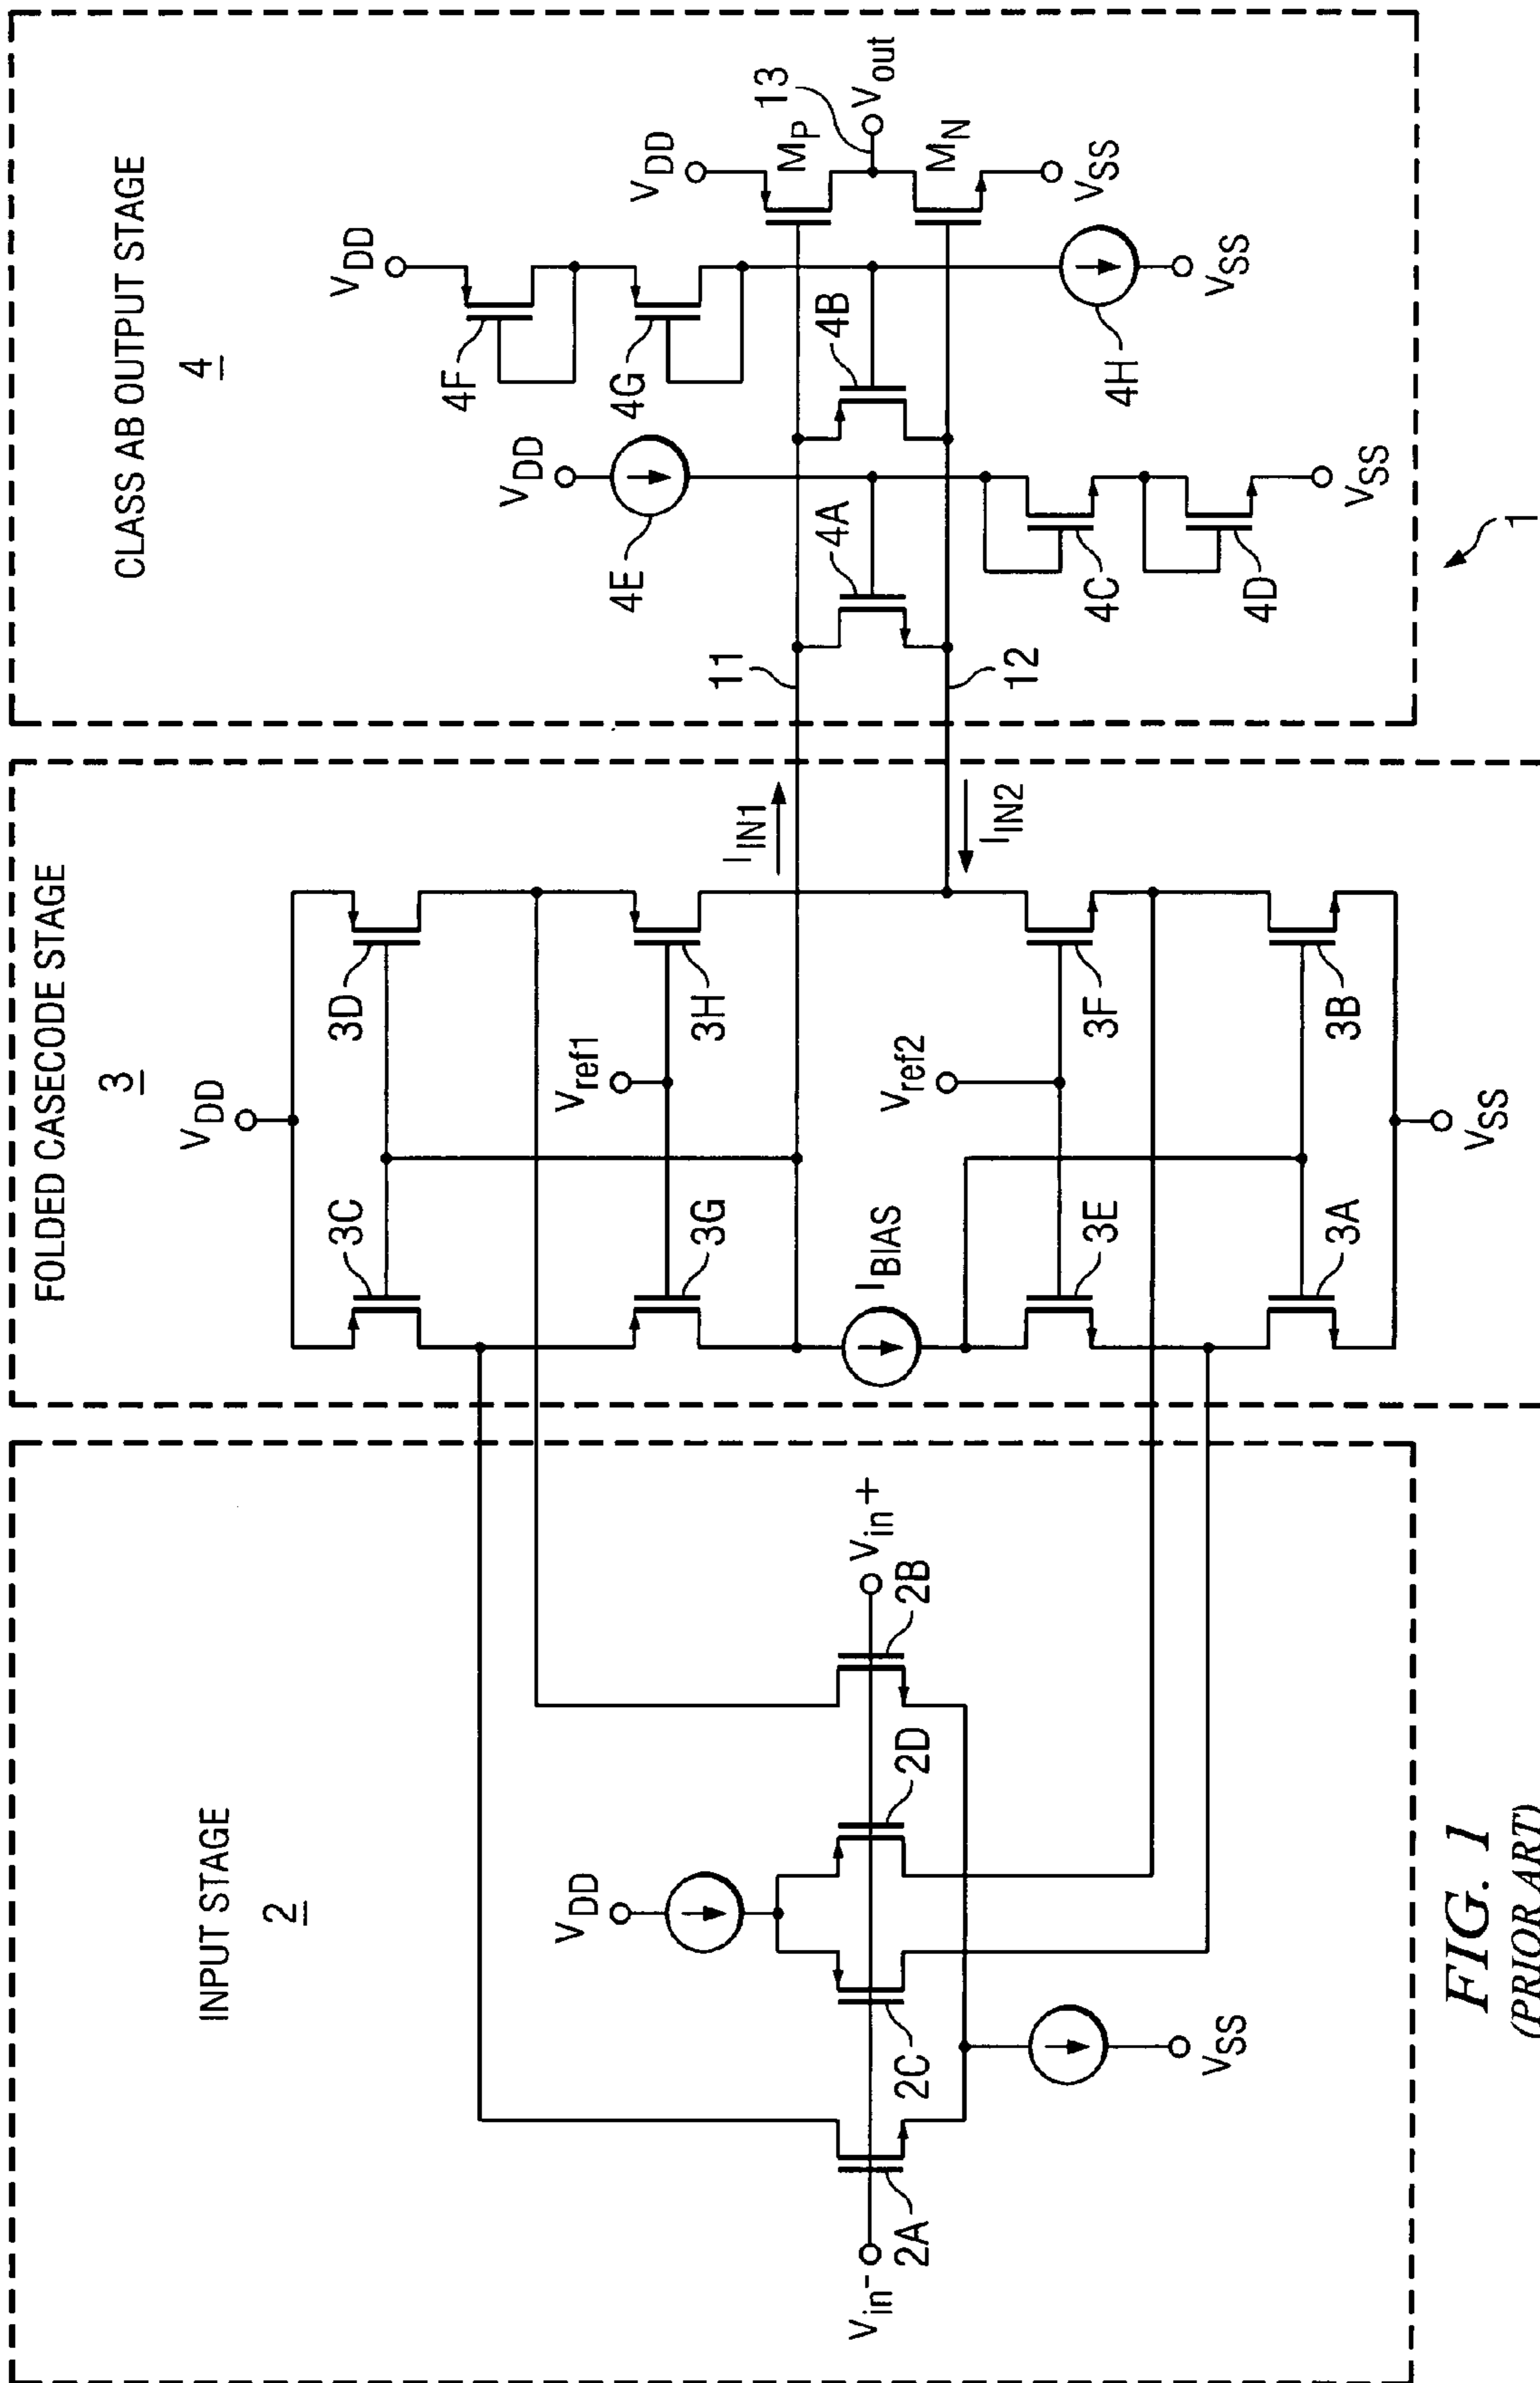 INPUT STAGE
2
V_DD
V_in-
V_in+
2A
2C
2D
2B
V_SS
FOLDED CASECODE STAGE
3
V_DD
3C
3D
V_ref1
3G
3H
I_IN1
I_BIAS
V_ref2
I_IN2
3E
3F
3A
3B
V_SS
CLASS AB OUTPUT STAGE
4
V_DD
4F
V_DD
4E
4G
V_DD
M_P
11
4A
4B
13
V_out
12
M_N
4C
4H
V_SS
4D
V_SS
V_SS
1
FIG. 1
(PRIOR ART)